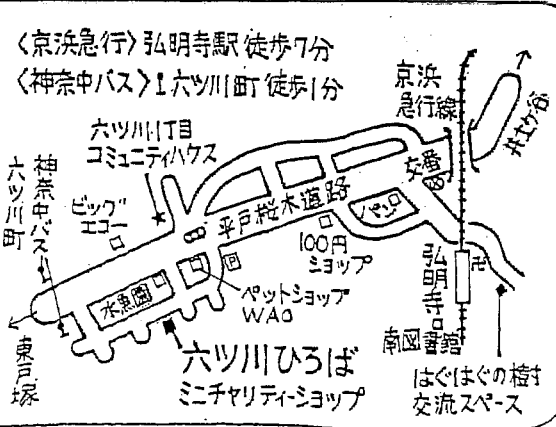 〈京浜急行〉弘明寺駅 徒歩7分
〈神奈中バス〉六ツ川町 徒歩1分
京浜
急行線
井土ケ谷
六ツ川1丁目
コミュニティハウス
神奈中バス
六ツ川町
ビッグ
エコー
交番
平戸桜木道路
パチンコ
100円
ショップ
弘明寺
卍
水魚園
ペットショップ
WAO
東戸塚
六ツ川ひろば
ミニチャリティーショップ
南図書館
はぐはぐの樹
交流スペース